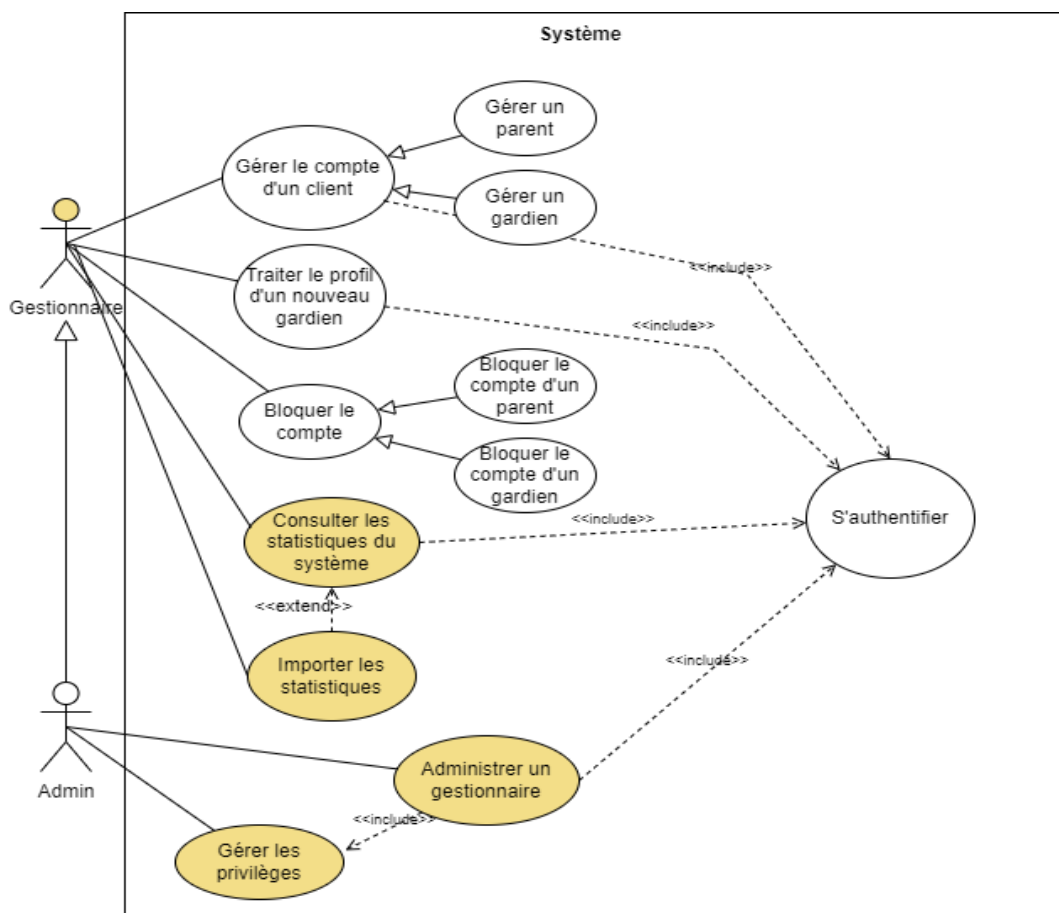 Système
Gérer un
parent
Gérer le compte
d'un client
Gérer un
gardien
<<include>>
Gestionnaire
Traiter le profil
d'un nouveau
gardien
<<include>>
Bloquer le
compte d'un
parent
Bloquer le
compte
Bloquer le
compte d'un
gardien
Consulter les
statistiques du
système
<<include>>
S'authentifier
<<extend>>
Importer les
statistiques
<<include>>
Admin
Administrer un
gestionnaire
<<include>>
Gérer les
privilèges